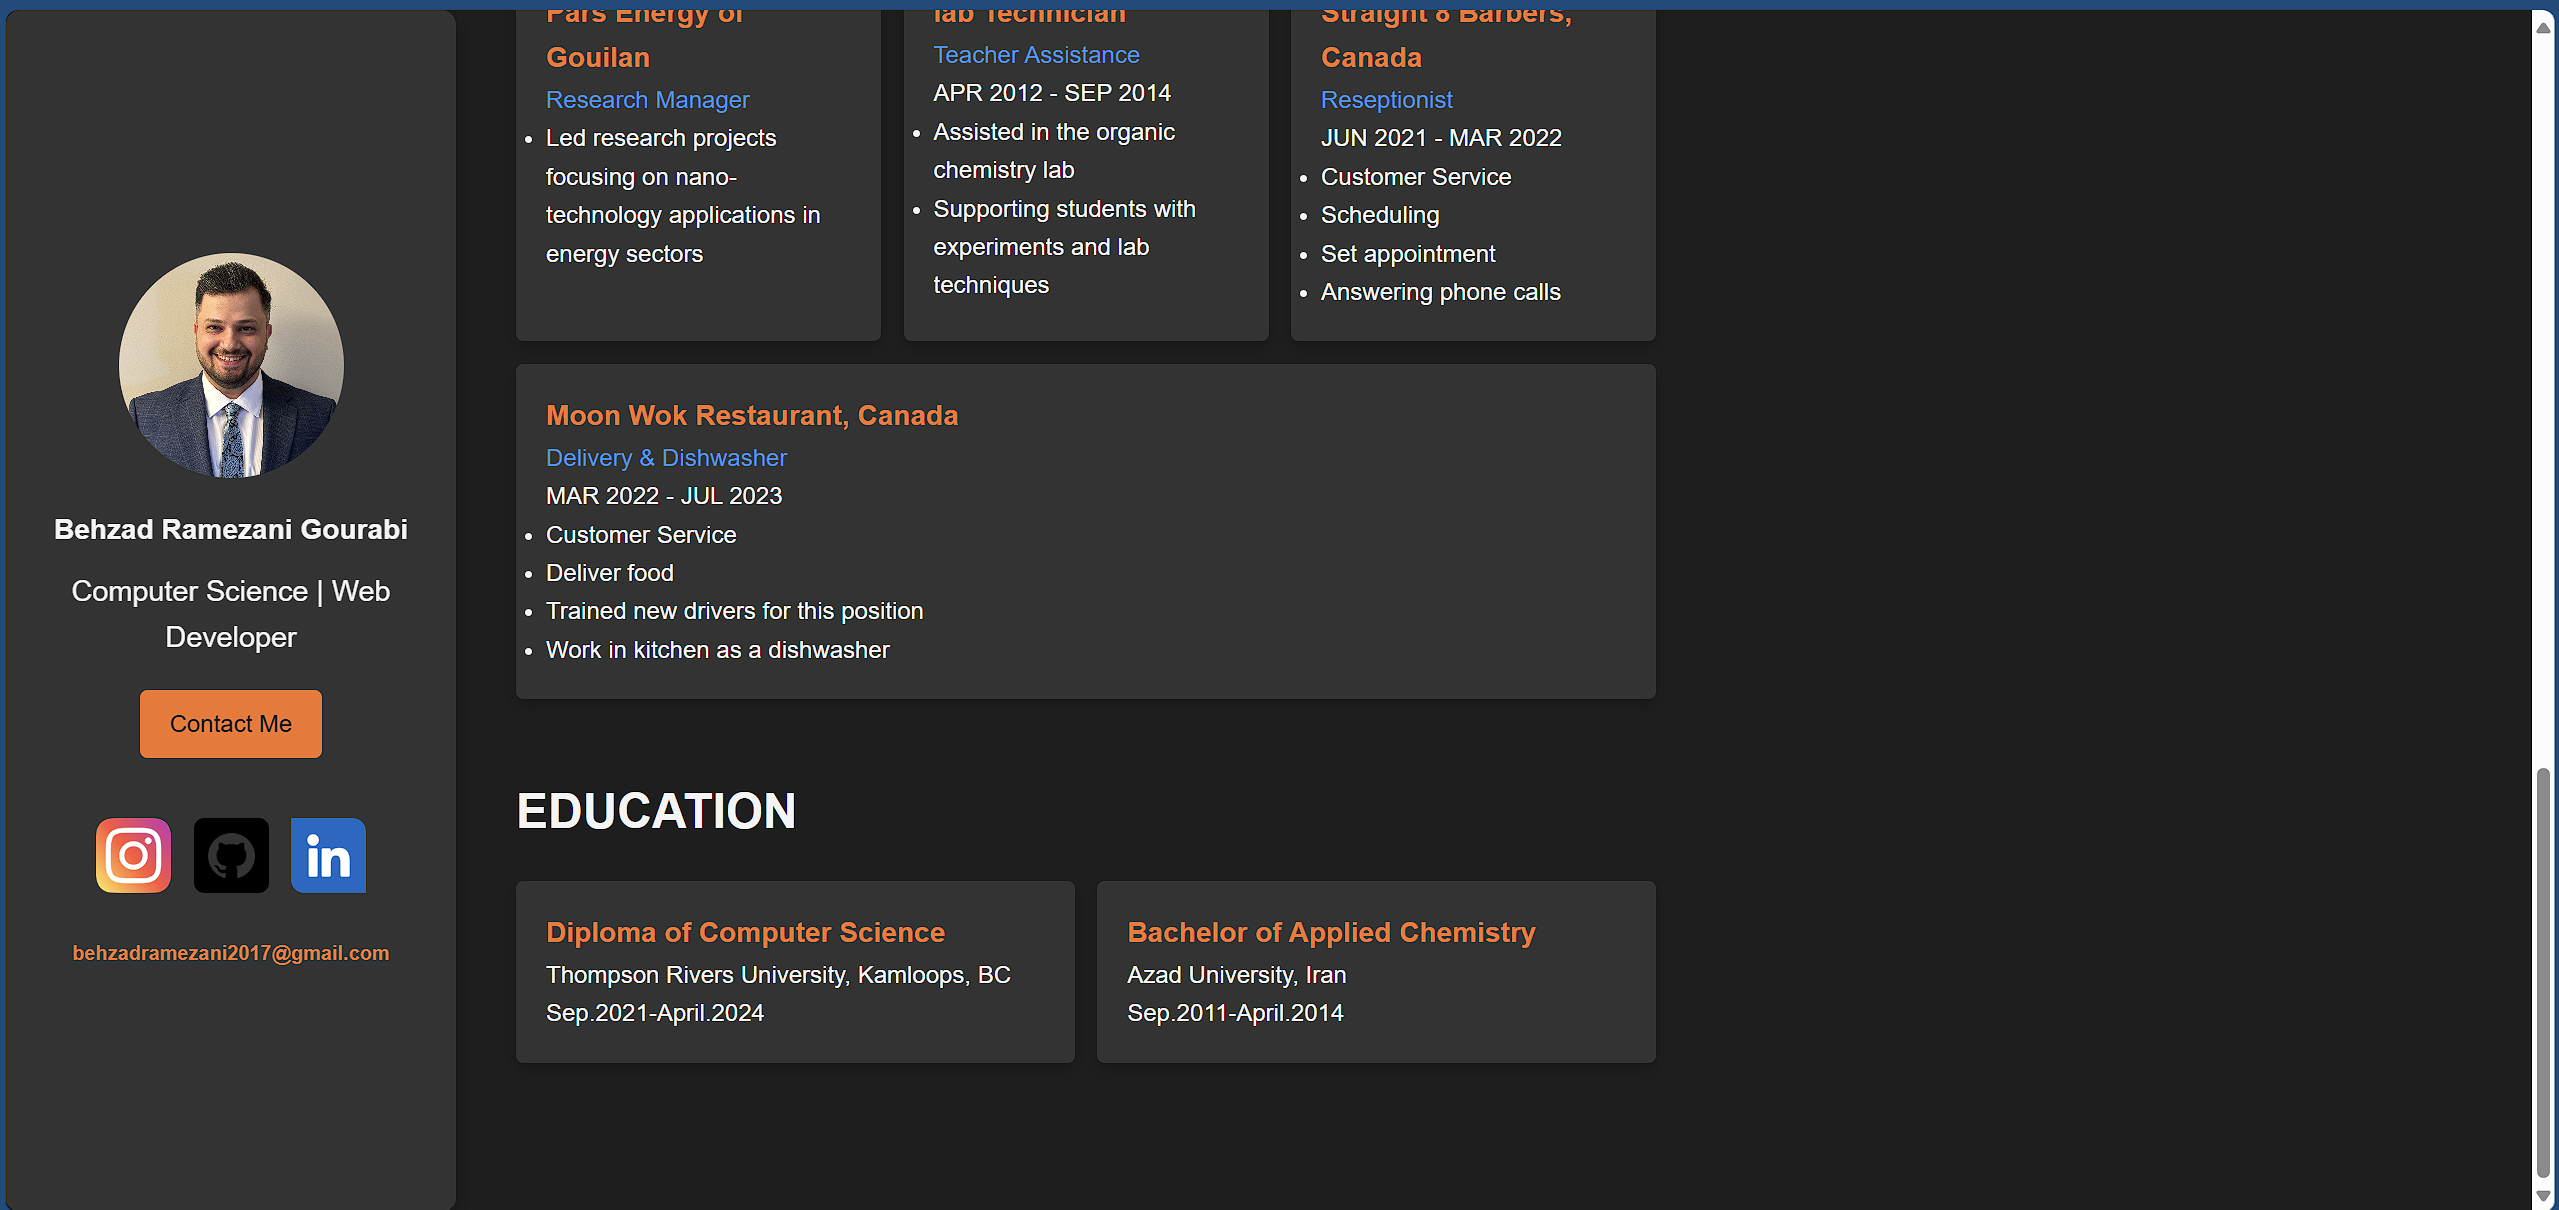 Behzad Ramezani Gourabi
Computer Science | Web
Developer
Contact Me
in
behzadramezani2017@gmail.com
Pars Energy of
Gouilan
Research Manager
• Led research projects
focusing on nano-
technology applications in
energy sectors
lab Technician
Teacher Assistance
APR 2012 - SEP 2014
• Assisted in the organic
chemistry lab
• Supporting students with
experiments and lab
techniques
Straight 8 Barbers,
Canada
Reseptionist
JUN 2021 - MAR 2022
• Customer Service
• Scheduling
• Set appointment
• Answering phone calls
Moon Wok Restaurant, Canada
Delivery & Dishwasher
MAR 2022 - JUL 2023
• Customer Service
• Deliver food
• Trained new drivers for this position
• Work in kitchen as a dishwasher
EDUCATION
Diploma of Computer Science
Thompson Rivers University, Kamloops, BC
Sep.2021-April.2024
Bachelor of Applied Chemistry
Azad University, Iran
Sep.2011-April.2014